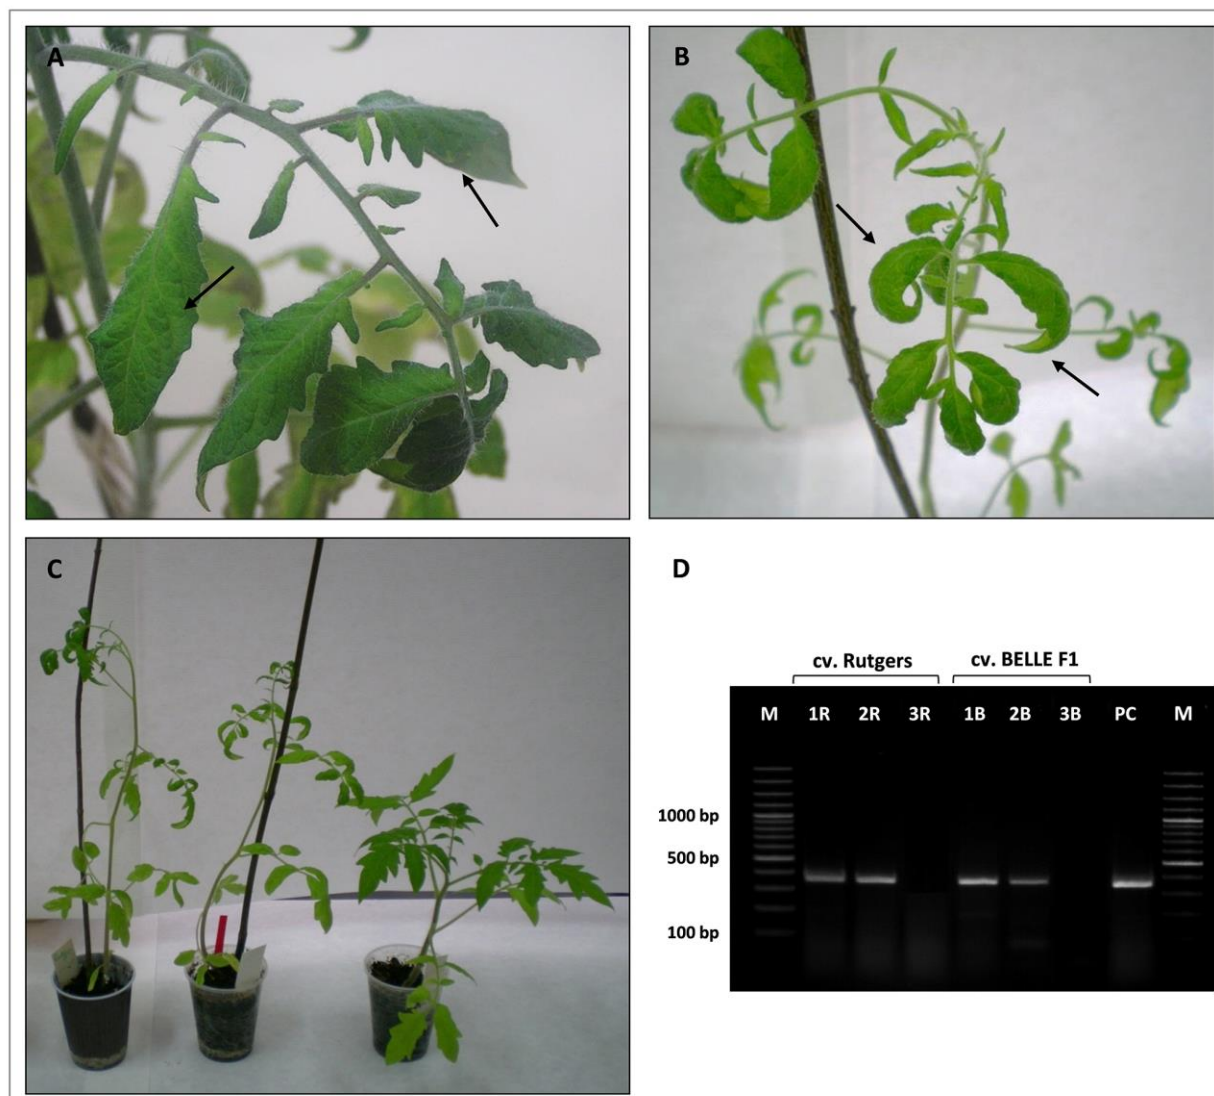 A
B
C
D
cv. Rutgers cv. BELLE F1
M 1R 2R 3R 1B 2B 3B PC M
1000 bp
500 bp
100 bp